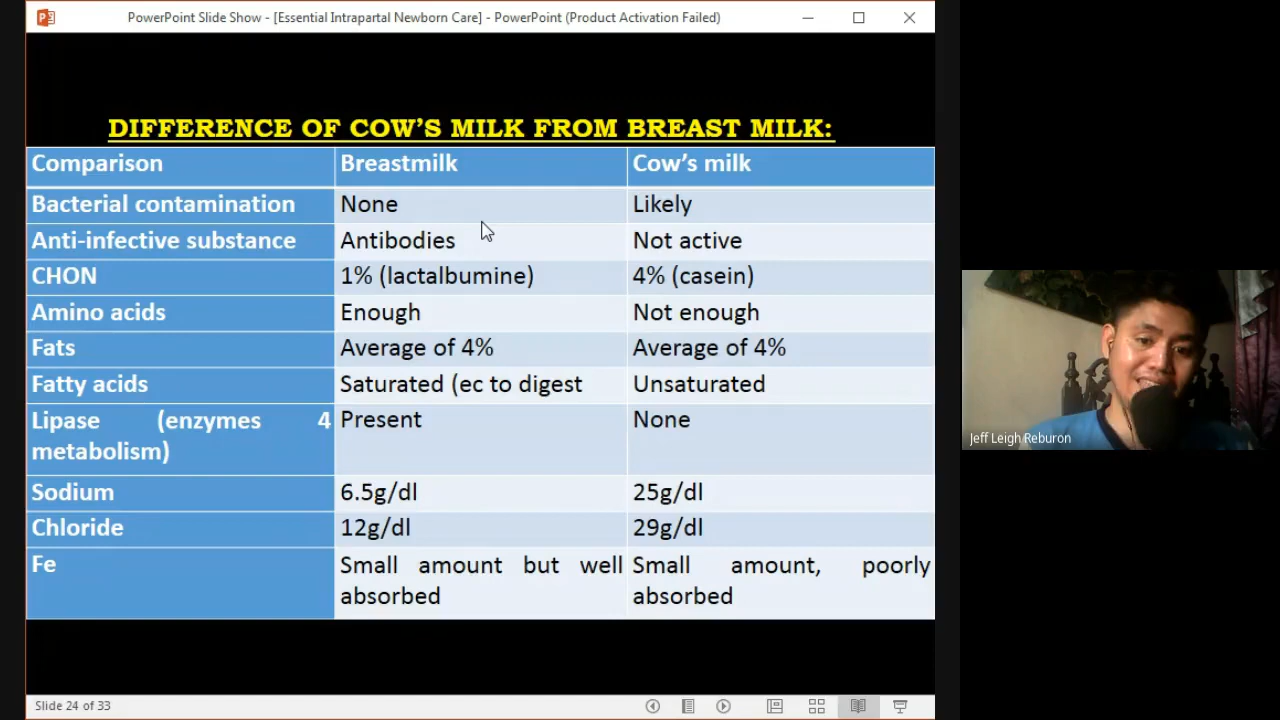 PowerPoint Slide Show - [Essential Intrapartal Newborn Care] - PowerPoint (Product Activation Failed)
DIFFERENCE OF COW'S MILK FROM BREAST MILK:
Comparison Breastmilk Cow's milk
Bacterial contamination None Likely
Anti-infective substance Antibodies Not active
CHON 1% (lactalbumine) 4% (casein)
Amino acids Enough Not enough
Fats Average of 4% Average of 4%
Fatty acids Saturated (ec to digest Unsaturated
Lipase (enzymes 4 Present None
metabolism)
Sodium 6.5g/dl 25g/dl
Chloride 12g/dl 29g/dl
Fe Small amount but well Small amount, poorly
absorbed absorbed
Jeff Leigh Reburon
Slide 24 of 33